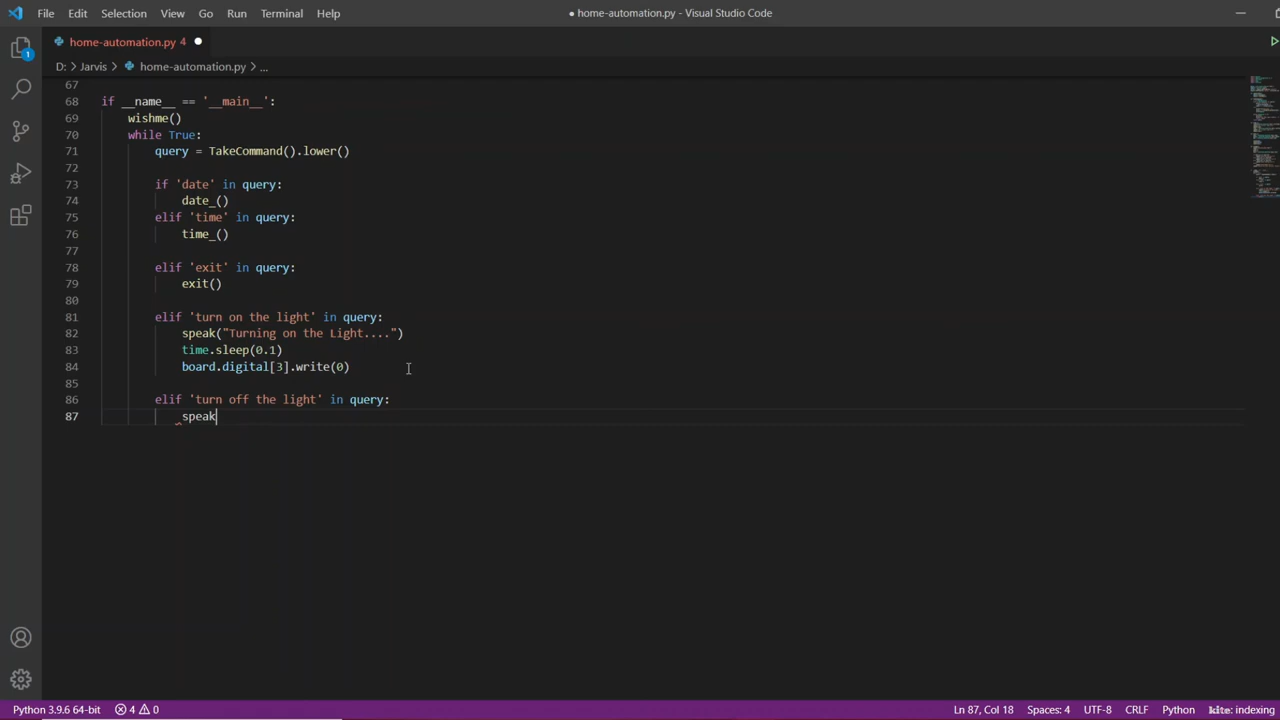 File Edit Selection View Go Run Terminal Help
● home-automation.py - Visual Studio Code
home-automation.py 4 ●
D: > Jarvis > home-automation.py > ...
1
67
68 if __name__ == '__main__':
69 wishme()
70 while True:
71 query = TakeCommand().lower()
72
73 if 'date' in query:
74 date_()
75 elif 'time' in query:
76 time_()
77
78 elif 'exit' in query:
79 exit()
80
81 elif 'turn on the light' in query:
82 speak("Turning on the Light....")
83 time.sleep(0.1)
84 board.digital[3].write(0)
85
86 elif 'turn off the light' in query:
87 speak
Python 3.9.6 64-bit 4 0 Ln 87, Col 18 Spaces: 4 UTF-8 CRLF Python kite: indexing